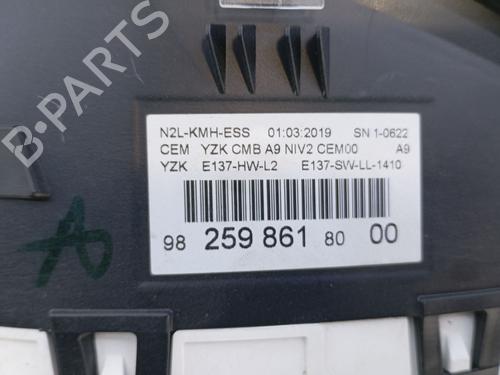 N2L-KMH-ESS 01:03:2019 SN 1-0622
CEM YZK CMB A9 NIV2 CEM00 A9
YZK E137-HW-L2 E137-SW-LL-1410
98 259 861 80 00
A
B-PARTS